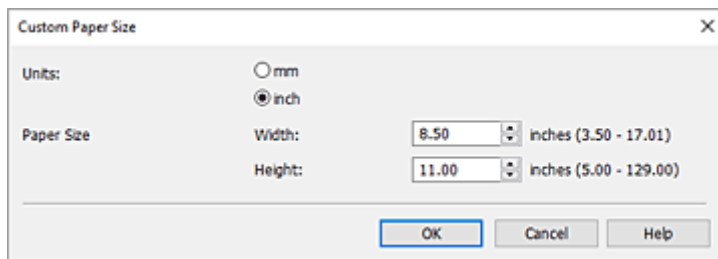 Custom Paper Size
Units:
mm
inch
Paper Size
Width:
8.50
inches (3.50 - 17.01)
Height:
11.00
inches (5.00 - 129.00)
OK
Cancel
Help